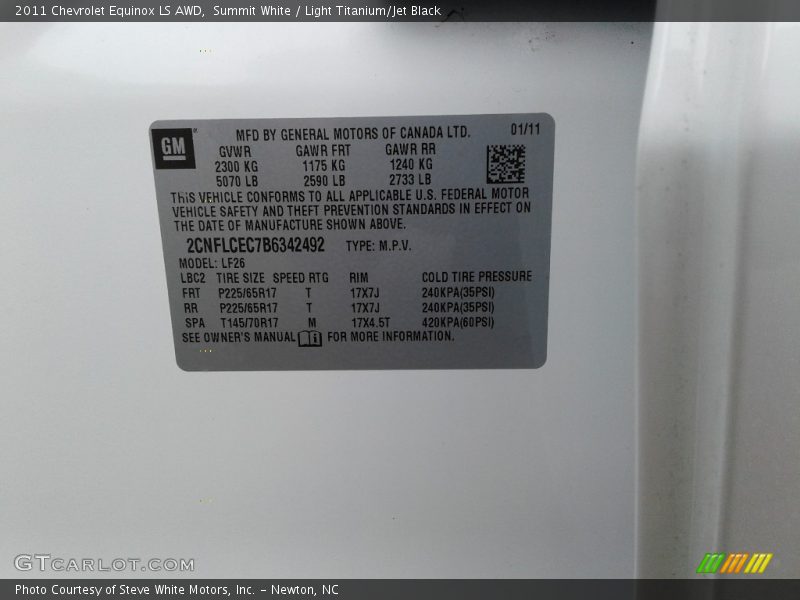 2011 Chevrolet Equinox LS AWD,  Summit White / Light Titanium/Jet Black
GM
MFD BY GENERAL MOTORS OF CANADA LTD. 01/11
GVWR GAWR FRT GAWR RR
2300 KG 1175 KG 1240 KG
5070 LB 2590 LB 2733 LB
THIS VEHICLE CONFORMS TO ALL APPLICABLE U.S. FEDERAL MOTOR
VEHICLE SAFETY AND THEFT PREVENTION STANDARDS IN EFFECT ON
THE DATE OF MANUFACTURE SHOWN ABOVE.
2CNFLCEC7B6342492 TYPE: M.P.V.
MODEL: LF26
LBC2 TIRE SIZE SPEED RTG RIM COLD TIRE PRESSURE
FRT P225/65R17 T 17X7J 240KPA(35PSI)
RR P225/65R17 T 17X7J 240KPA(35PSI)
SPA T145/70R17 M 17X4.5T 420KPA(60PSI)
SEE OWNER'S MANUAL FOR MORE INFORMATION.
GTCARLOT.COM
Photo Courtesy of Steve White Motors, Inc. – Newton, NC